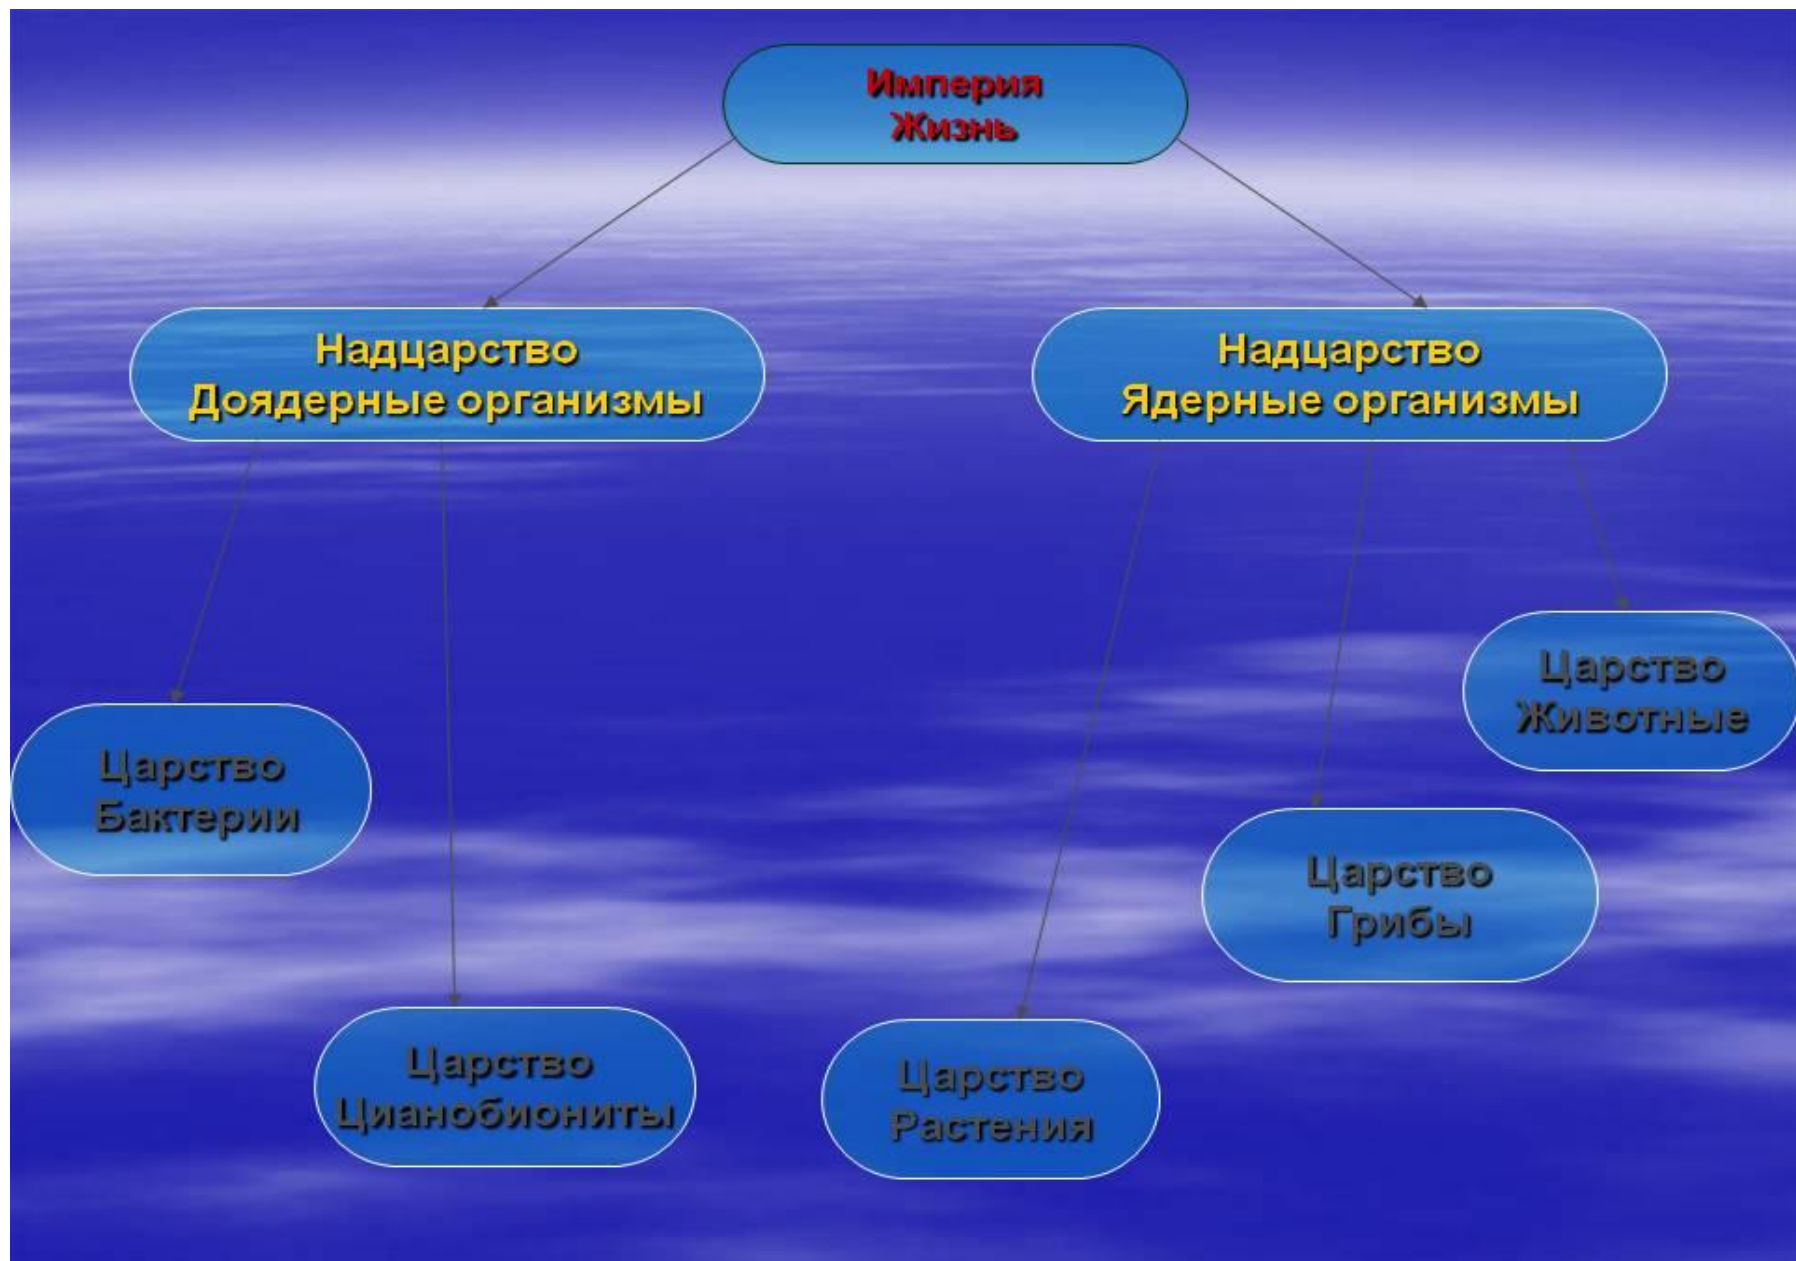 Империя
Жизнь
Надцарство
Доядерные организмы
Надцарство
Ядерные организмы
Царство
Животные
Царство
Бактерии
Царство
Грибы
Царство
Цианобиониты
Царство
Растения